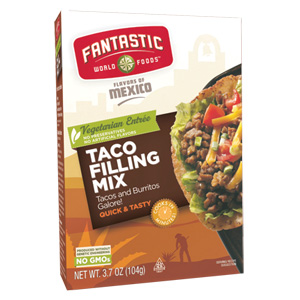 FANTASTIC
WORLD FOODS
FLAVORS OF
MEXICO
Vegetarian Entrée
NO PRESERVATIVES
NO ARTIFICIAL FLAVORS
TACO
FILLING
MIX
Tacos and Burritos
Galore!
QUICK & TASTY
NO GMOs
NET WT. 3.7 OZ (104g)